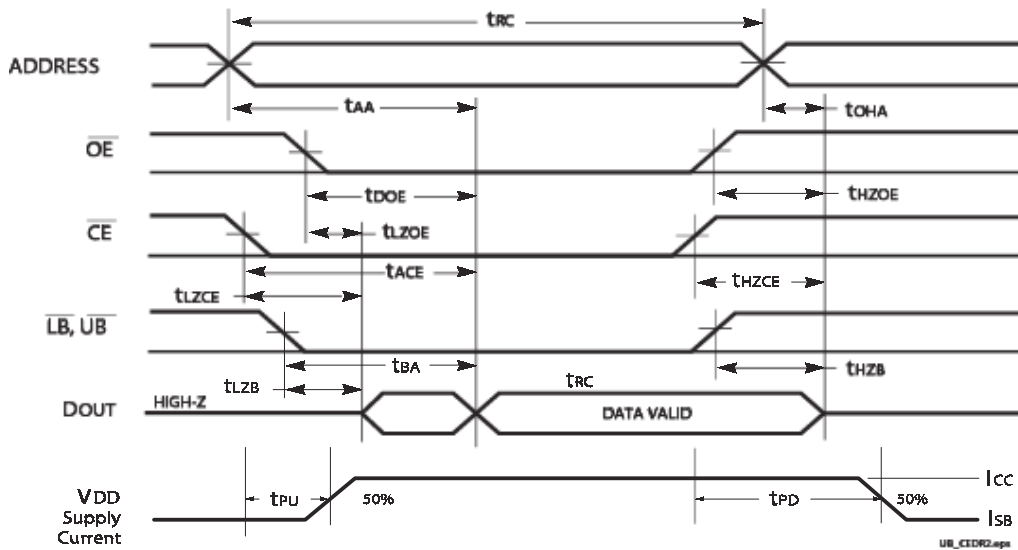 tRC
ADDRESS
tAA
tOHA
OE
tDOE
tHZOE
CE
tLZOE
tACE
tHZCE
tLZCE
LB, UB
tBA
tHZB
tLZB
tRC
DOUT
HIGH-Z
DATA VALID
ICC
tPU
50%
tPD
50%
VDD
Supply
Current
ISB
UB_CEDR2.eps